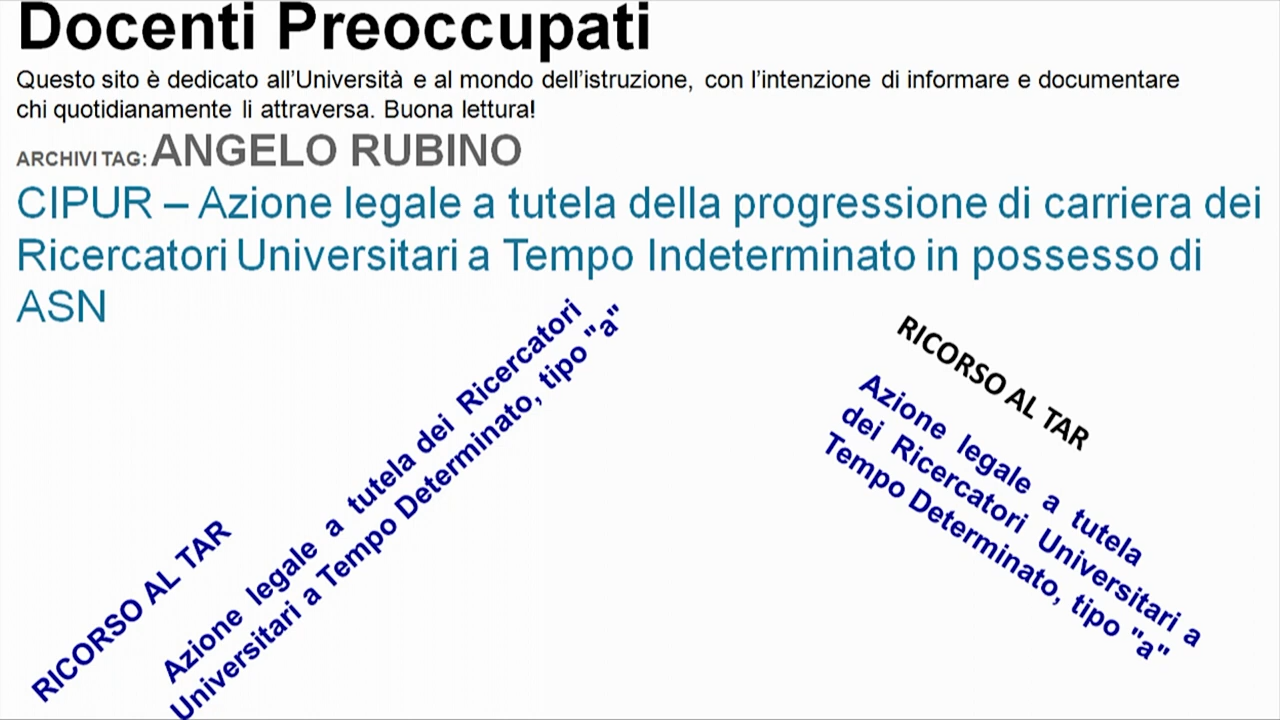 Docenti Preoccupati
Questo sito è dedicato all'Università e al mondo dell'istruzione, con l'intenzione di informare e documentare
chi quotidianamente li attraversa. Buona lettura!
ARCHIVI TAG: ANGELO RUBINO
CIPUR – Azione legale a tutela della progressione di carriera dei
Ricercatori Universitari a Tempo Indeterminato in possesso di
ASN
RICORSO AL TAR
Azione legale a tutela dei Ricercatori
Universitari a Tempo Determinato, tipo "a"
RICORSO AL TAR
Azione legale a tutela
dei Ricercatori Universitari a
Tempo Determinato, tipo "a"